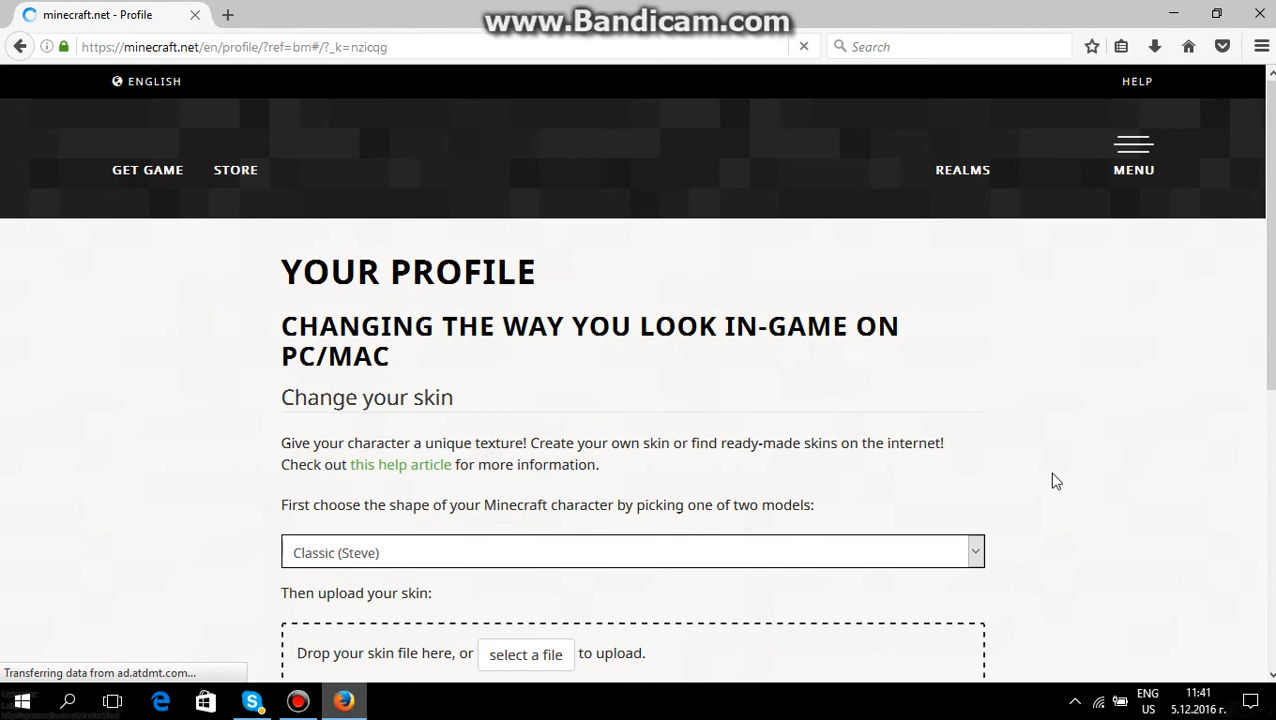 www.Bandicam.com
minecraft.net - Profile
https://minecraft.net/en/profile/?ref=bm#/?_k=nzicqg
Search
ENGLISH
HELP
GET GAME
STORE
REALMS
MENU
YOUR PROFILE
CHANGING THE WAY YOU LOOK IN-GAME ON
PC/MAC
Change your skin
Give your character a unique texture! Create your own skin or find ready-made skins on the internet!
Check out this help article for more information.
First choose the shape of your Minecraft character by picking one of two models:
Classic (Steve)
Then upload your skin:
Drop your skin file here, or select a file to upload.
Transferring data from ad.atdmt.com...
ENG
US
11:41
5.12.2016 г.